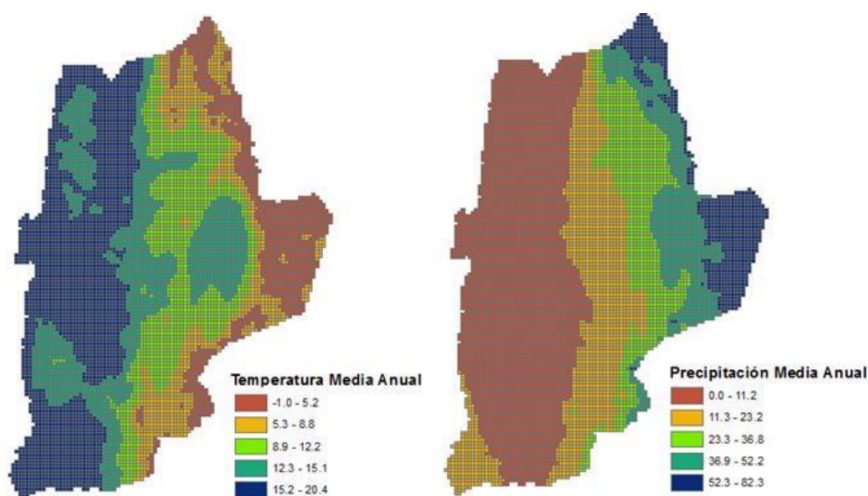 Temperatura Media Anual
-1.0 - 5.2
5.3 - 8.8
8.9 - 12.2
12.3 - 15.1
15.2 - 20.4
Precipitación Media Anual
0.0 - 11.2
11.3 - 23.2
23.3 - 36.8
36.9 - 52.2
52.3 - 82.3